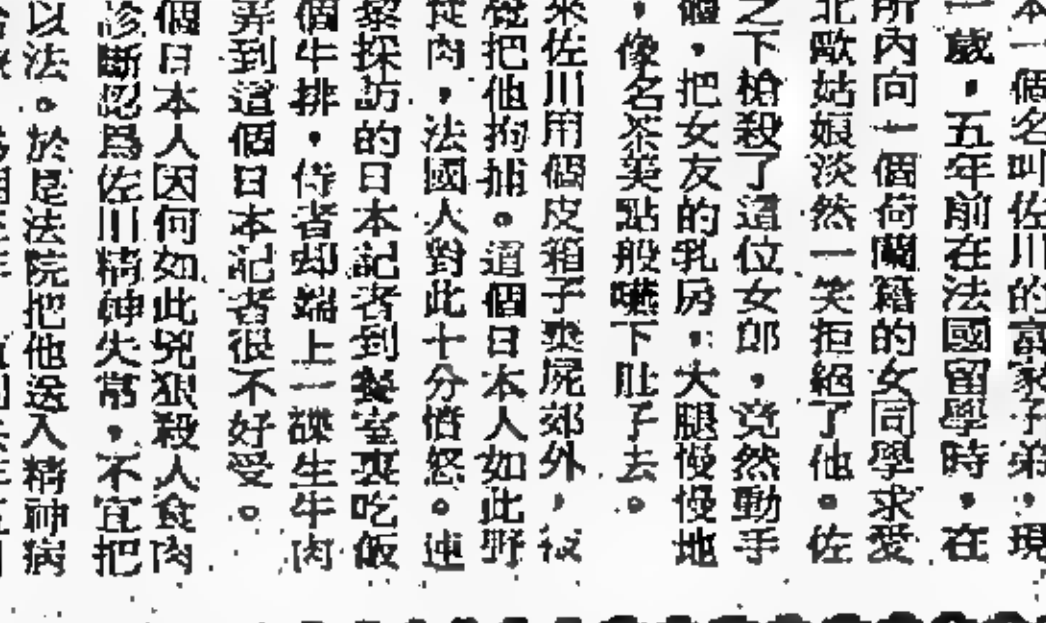 本一個名叫佐川的富家子弟，現
一歲，五年前在法國留學時，在
所內向一個荷蘭籍的女同學求愛
北歐姑娘淡然一笑拒絕了他。佐
之下槍殺了這位女郎，竟然動手
體，把女友的乳房、大腿慢慢地
，像名茶美點般嚥下肚子去。
來佐川用個皮箱子棄屍郊外，被
覺把他拘捕。這個日本人如此野
從肉，法國人對此十分憤怒。連
黎探訪的日本記者到餐室裏吃飯
個牛排，侍者却端上一碟生牛肉
弄到這個日本記者很不好受。
個日本人因何如此兇狠殺人食肉
診斷認爲佐川精神失常，不宜把
以法。於是法院把他送入精神病